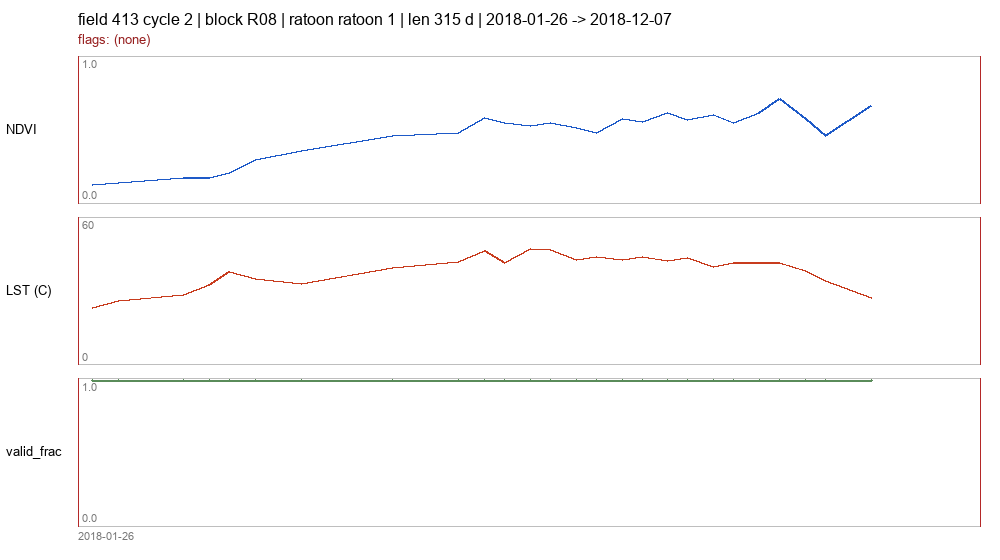 field 413 cycle 2 | block R08 | ratoon ratoon 1 | len 315 d | 2018-01-26 -> 2018-12-07
flags: (none)
1.0
NDVI
0.0
60
LST (C)
0
1.0
valid_frac
0.0
2018-01-26